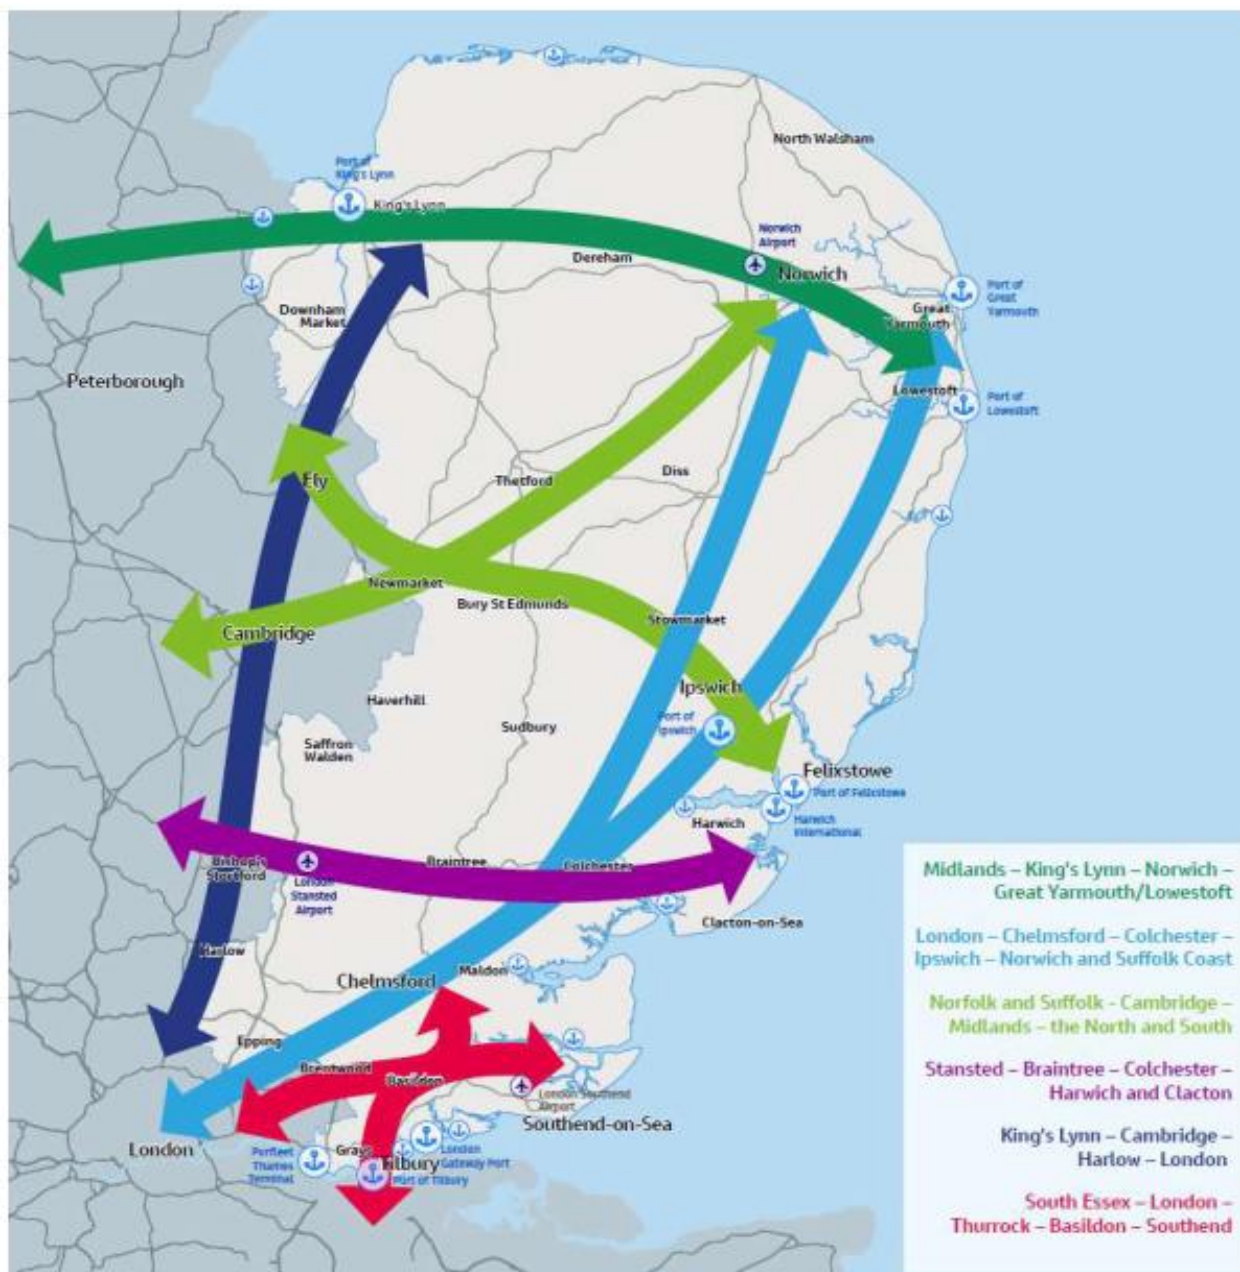 North Walsham
Port of
King's Lynn
King's Lynn
Norwich
Airport
Dereham
Norwich
Port of
Great
Yarmouth
Downham
Market
Great
Yarmouth
Peterborough
Lowestoft
Port of
Lowestoft
Ely
Thetford
Diss
Newmarket
Bury St Edmunds
Stowmarket
Cambridge
Ipswich
Haverhill
Port of
Ipswich
Sudbury
Saffron
Walden
Felixstowe
Port of Felixstowe
Harwich
Harwich
International
Bishop's
Stortford
London
Stansted
Airport
Braintree
Colchester
Clacton-on-Sea
Harlow
Maldon
Chelmsford
Epping
Brentwood
Basildon
London Southend
Airport
Southend-on-Sea
London
Purfleet
Thames
Terminal
Grays
Tilbury
London
Gateway Port
Port of Tilbury
Midlands – King's Lynn – Norwich –
Great Yarmouth/Lowestoft
London – Chelmsford – Colchester –
Ipswich – Norwich and Suffolk Coast
Norfolk and Suffolk - Cambridge –
Midlands – the North and South
Stansted – Braintree – Colchester –
Harwich and Clacton
King's Lynn – Cambridge –
Harlow – London
South Essex – London –
Thurrock – Basildon – Southend